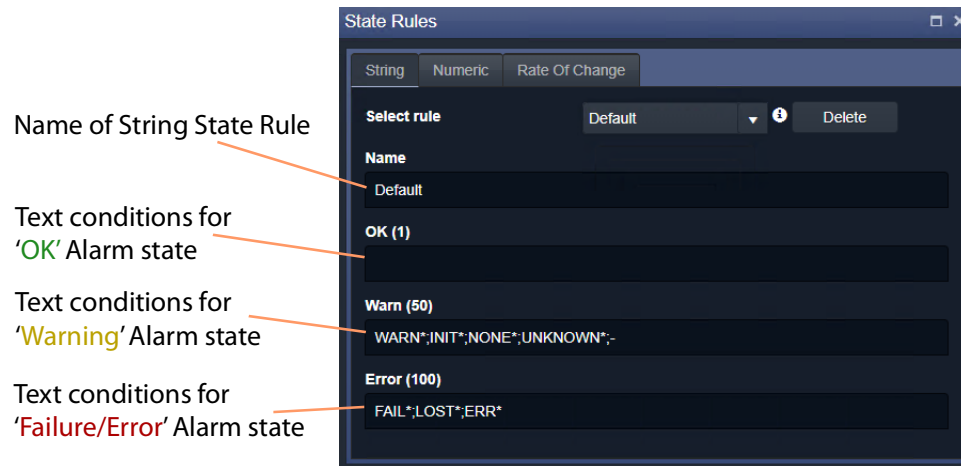 State Rules
String Numeric Rate Of Change
Select rule Default Delete
Name of String State Rule
Name
Default
Text conditions for
‘OK’ Alarm state
OK (1)
Text conditions for
‘Warning’ Alarm state
Warn (50)
WARN*;INIT*;NONE*;UNKNOWN*;-
Text conditions for
‘Failure/Error’ Alarm state
Error (100)
FAIL*;LOST*;ERR*